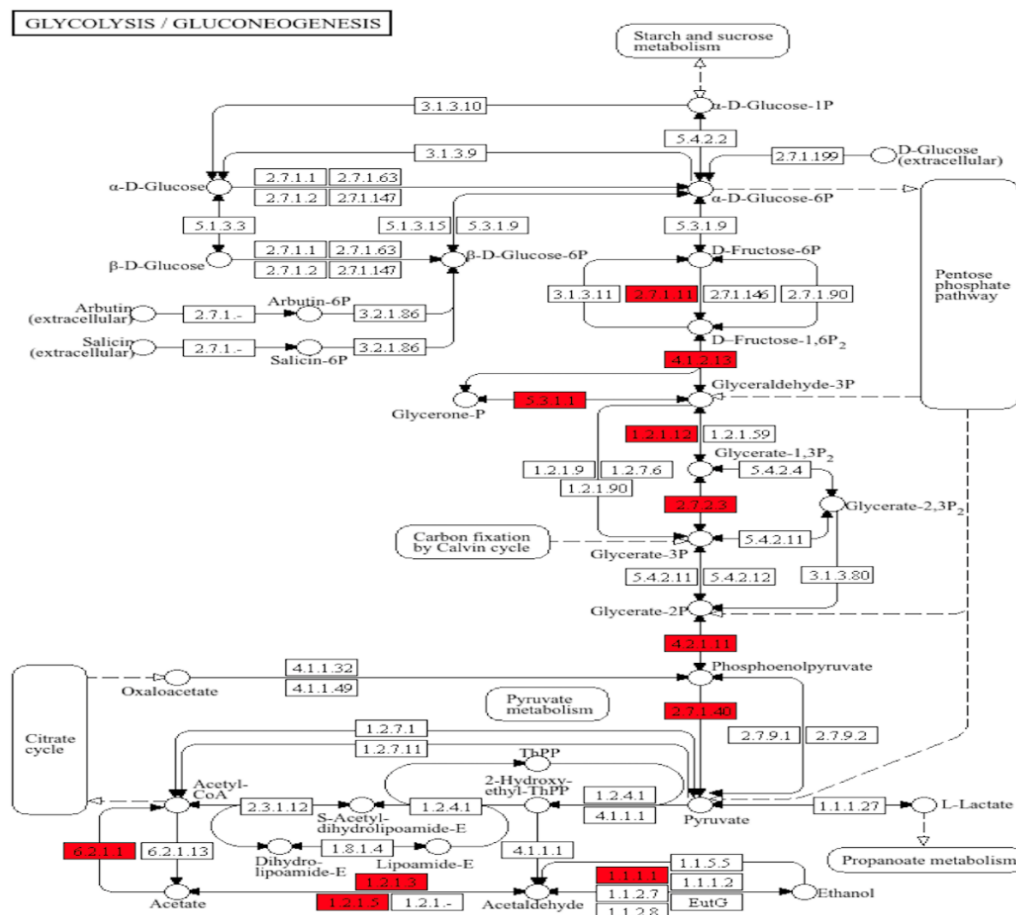 GLYCOLYSIS / GLUCONEOGENESIS
Starch and sucrose
metabolism
3.1.3.10
α-D-Glucose-1P
5.4.2.2
3.1.3.9
D-Glucose
(extracellular)
2.7.1.199
2.7.1.1
2.7.1.63
α-D-Glucose
2.7.1.2
2.7.1.147
α-D-Glucose-6P
5.1.3.3
5.1.3.15
5.3.1.9
5.3.1.9
2.7.1.1
2.7.1.63
D-Fructose-6P
β-D-Glucose
2.7.1.2
2.7.1.147
β-D-Glucose-6P
Pentose
phosphate
pathway
3.1.3.11
2.7.1.11
2.7.1.146
2.7.1.90
Arbutin
(extracellular)
2.7.1.-
Arbutin-6P
3.2.1.86
D-Fructose-1,6P2
Salicin
(extracellular)
2.7.1.-
Salicin-6P
3.2.1.86
4.1.2.13
Glyceraldehyde-3P
Glycerone-P
5.3.1.1
1.2.1.12
1.2.1.59
Glycerate-1,3P2
1.2.1.9
1.2.7.6
5.4.2.4
1.2.1.90
2.7.2.3
Glycerate-2,3P2
Carbon fixation
by Calvin cycle
Glycerate-3P
5.4.2.11
5.4.2.11
5.4.2.12
3.1.3.80
Glycerate-2P
4.2.1.11
4.1.1.32
Phosphoenolpyruvate
Oxaloacetate
4.1.1.49
Pyruvate
metabolism
2.7.1.40
Citrate
cycle
1.2.7.1
2.7.9.1
2.7.9.2
1.2.7.11
ThPP
Acetyl-
CoA
2-Hydroxy-
ethyl-ThPP
1.2.4.1
2.3.1.12
1.2.4.1
4.1.1.1
Pyruvate
1.1.1.27
L-Lactate
S-Acetyl-
dihydrolipoamide-E
6.2.1.1
6.2.1.13
1.8.1.4
4.1.1.1
Dihydro-
lipoamide-E
Lipoamide-E
1.1.5.5
Propanoate metabolism
1.2.1.3
1.1.1.1
1.1.1.2
Acetate
1.2.1.5
1.2.1.-
Acetaldehyde
1.1.2.7
EutG
Ethanol
1.1.2.8